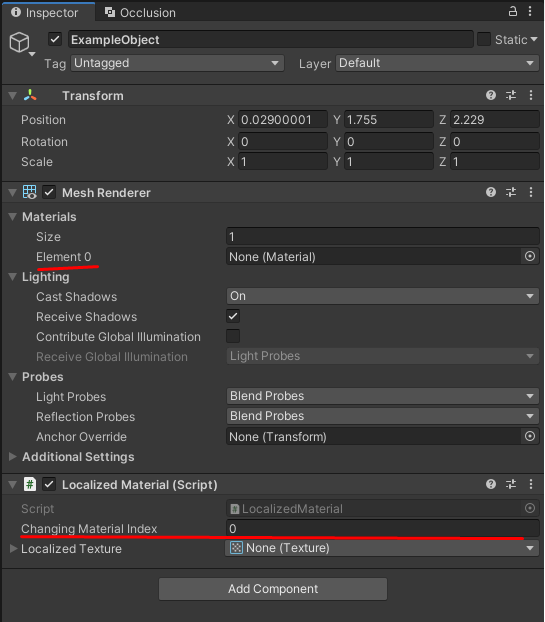 Inspector Occlusion
ExampleObject Static
Tag Untagged Layer Default
Transform
Position X 0.02900001 Y 1.755 Z 2.229
Rotation X 0 Y 0 Z 0
Scale X 1 Y 1 Z 1
Mesh Renderer
Materials
Size 1
Element 0 None (Material)
Lighting
Cast Shadows On
Receive Shadows
Contribute Global Illumination
Receive Global Illumination Light Probes
Probes
Light Probes Blend Probes
Reflection Probes Blend Probes
Anchor Override None (Transform)
Additional Settings
# Localized Material (Script)
Script # LocalizedMaterial
Changing Material Index 0
Localized Texture None (Texture)
Add Component